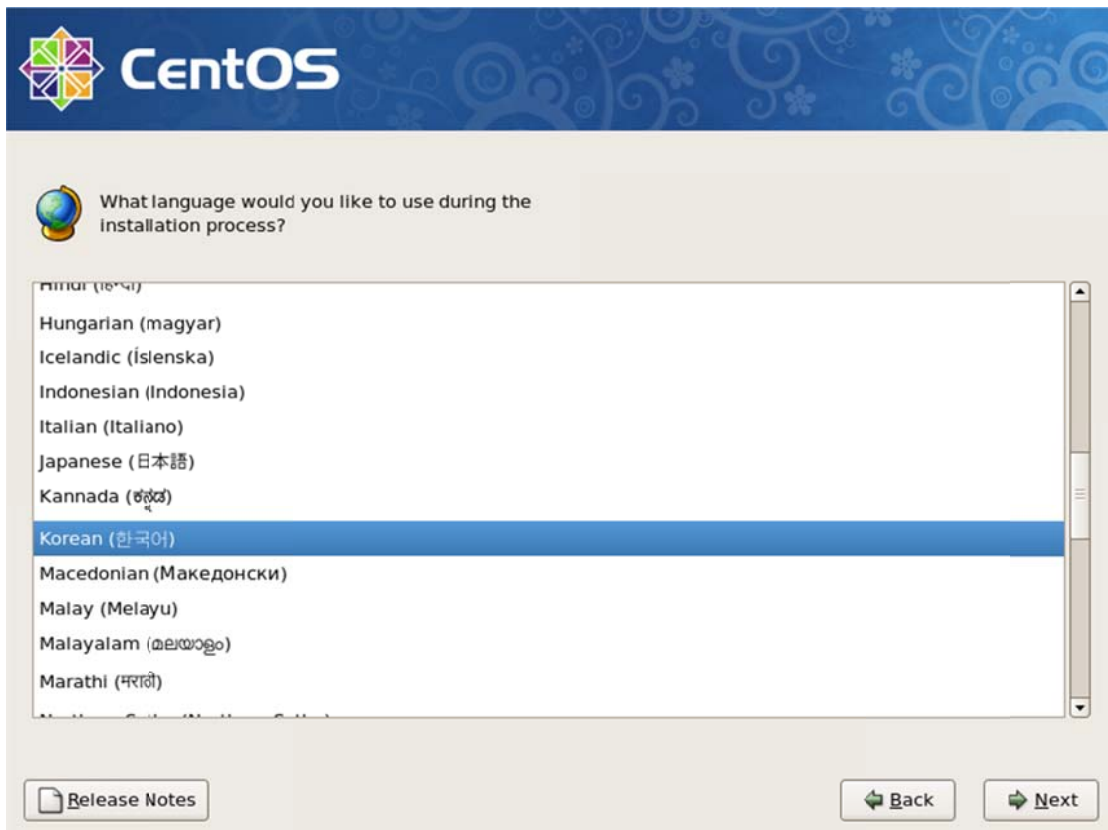 CentOS
What language would you like to use during the
installation process?
Hindi (हिन्दी)
Hungarian (magyar)
Icelandic (Íslenska)
Indonesian (Indonesia)
Italian (Italiano)
Japanese (日本語)
Kannada (ಕನ್ನಡ)
Korean (한국어)
Macedonian (Македонски)
Malay (Melayu)
Malayalam (മലയാളം)
Marathi (मराठी)
Release Notes
Back
Next